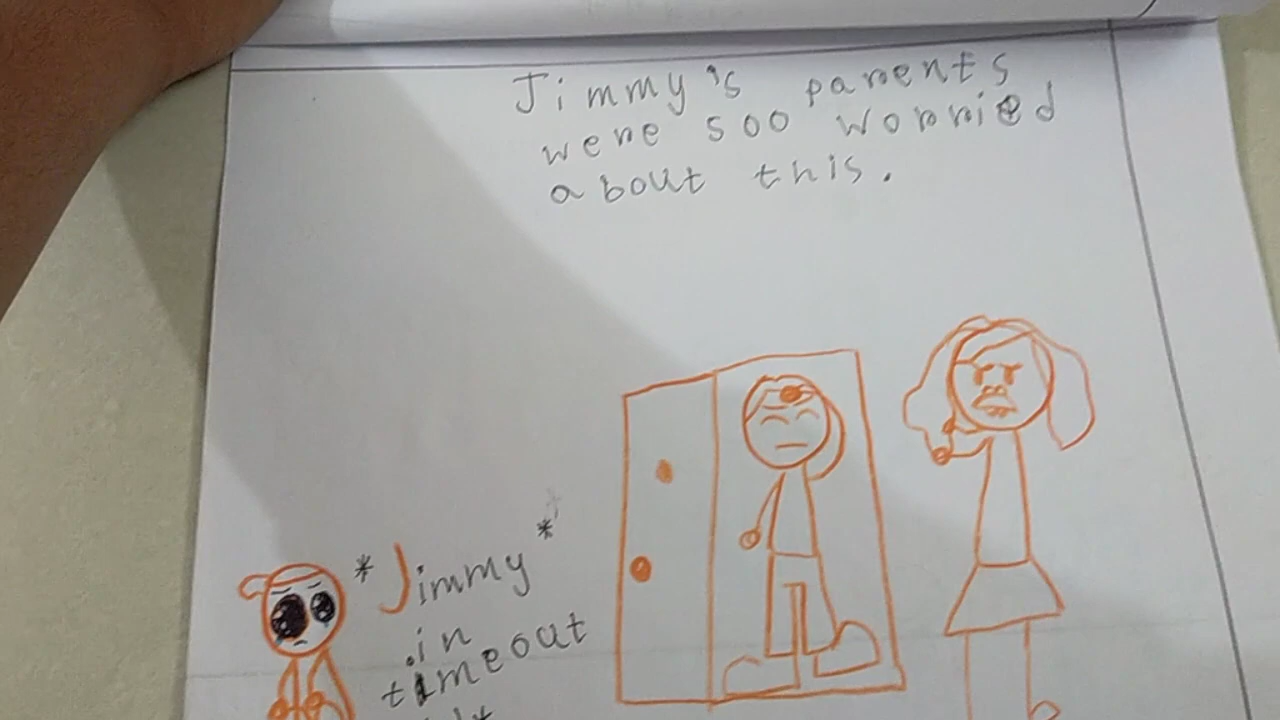 Jimmy's parents
were soo worried
about this.
*Jimmy*
in
timeout